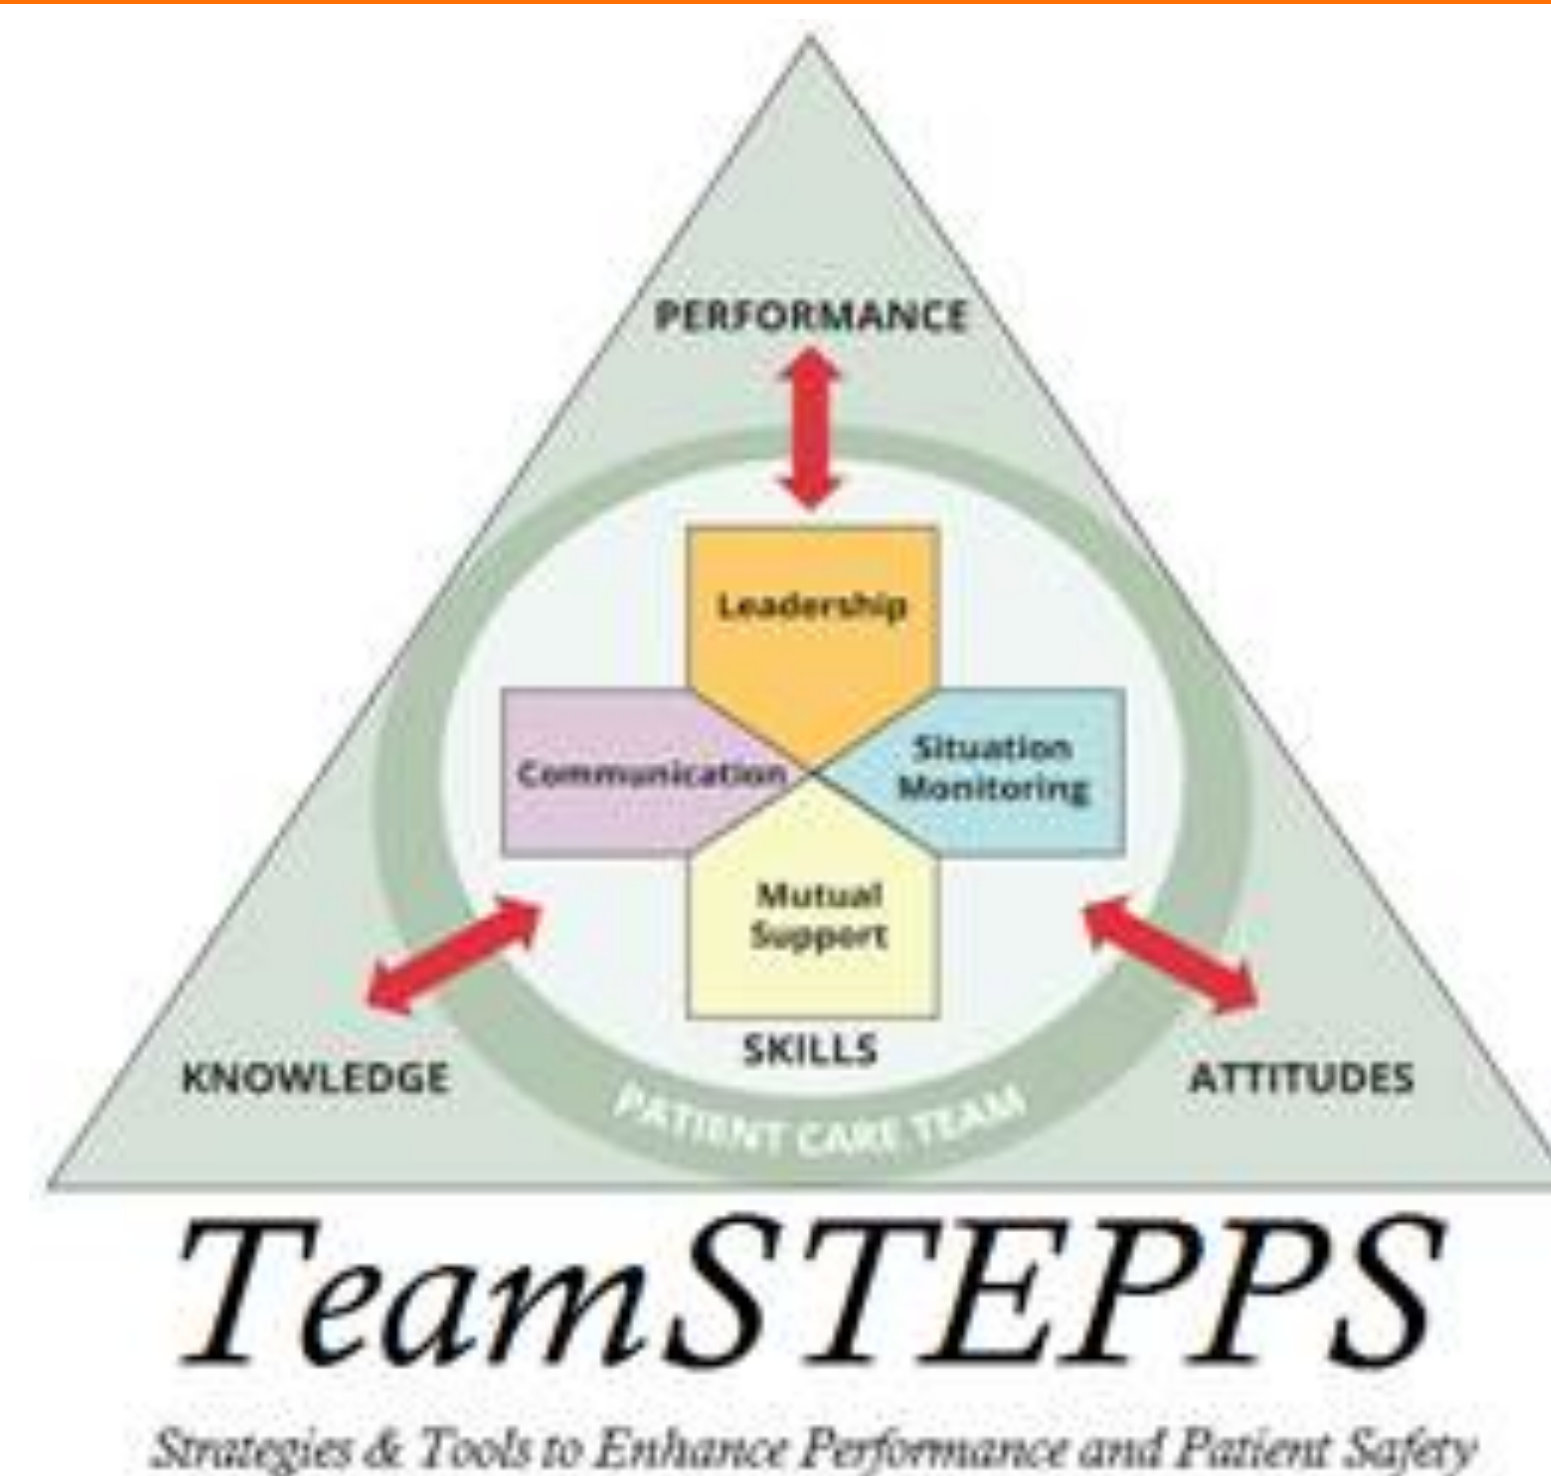 PERFORMANCE
Leadership
Communication
Situation
Monitoring
Mutual
Support
SKILLS
KNOWLEDGE
ATTITUDES
PATIENT CARE TEAM
TeamSTEPPS
Strategies & Tools to Enhance Performance and Patient Safety